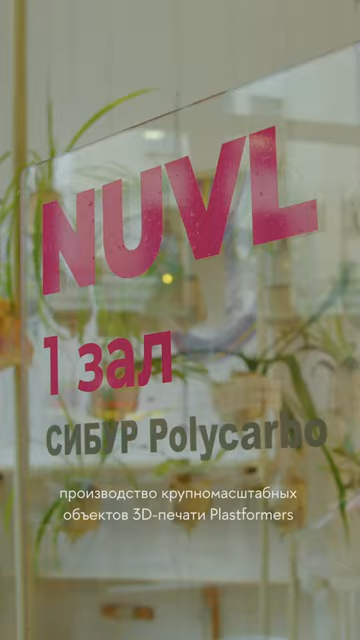 NUVL
1 зал
СИБУР Polycarbo
производство крупномасштабных
объектов 3D-печати Plastformers